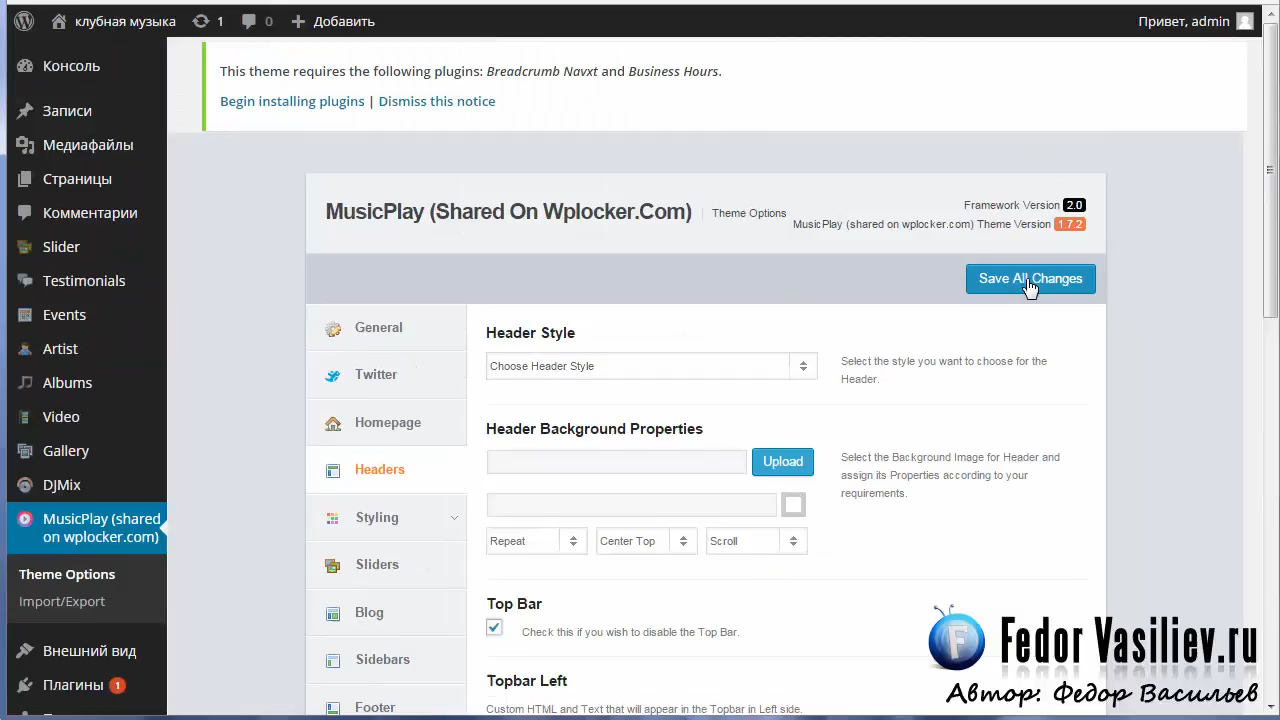 клубная музыка
1
0
Добавить
Привет, admin
Консоль
Записи
Медиафайлы
Страницы
Комментарии
Slider
Testimonials
Events
Artist
Albums
Video
Gallery
DJMix
MusicPlay (shared
on wplocker.com)
Theme Options
Import/Export
Внешний вид
Плагины 1
This theme requires the following plugins: Breadcrumb Navxt and Business Hours.
Begin installing plugins | Dismiss this notice
MusicPlay (Shared On Wplocker.Com)
Theme Options
Framework Version 2.0
MusicPlay (shared on wplocker.com) Theme Version 1.7.2
Save All Changes
General
Twitter
Homepage
Headers
Styling
Sliders
Blog
Sidebars
Footer
Header Style
Choose Header Style
Select the style you want to choose for the
Header.
Header Background Properties
Upload
Select the Background Image for Header and
assign its Properties according to your
requirements.
Repeat
Center Top
Scroll
Top Bar
Check this if you wish to disable the Top Bar.
Topbar Left
Custom HTML and Text that will appear in the Topbar in Left side.
F
Fedor Vasiliev.ru
Автор: Федор Васильев